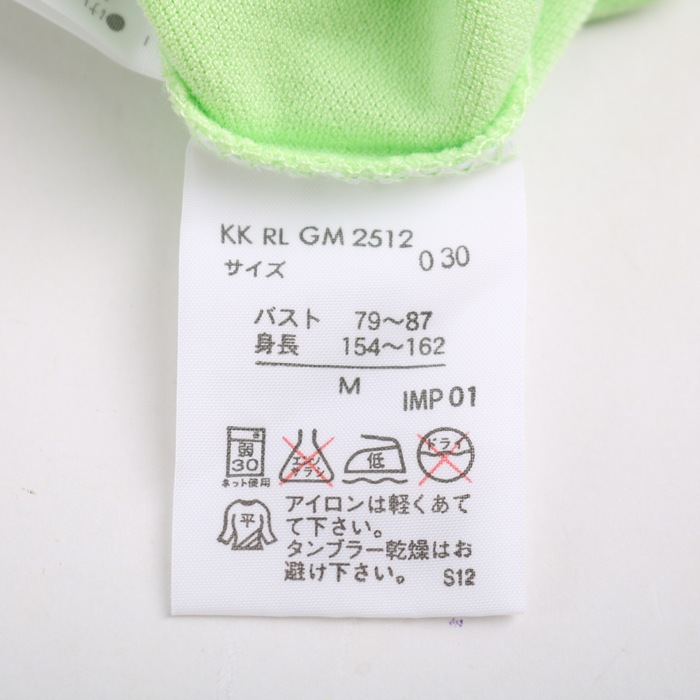 KK RL GM 2512
サイズ 0 30
バスト 79～87
身長 154～162
M IMP 01
弱 30 ネット使用
エンソ サラシ
低
ドライ
平
アイロンは軽くあて
て下さい。
タンブラー乾燥はお
避け下さい。 S12